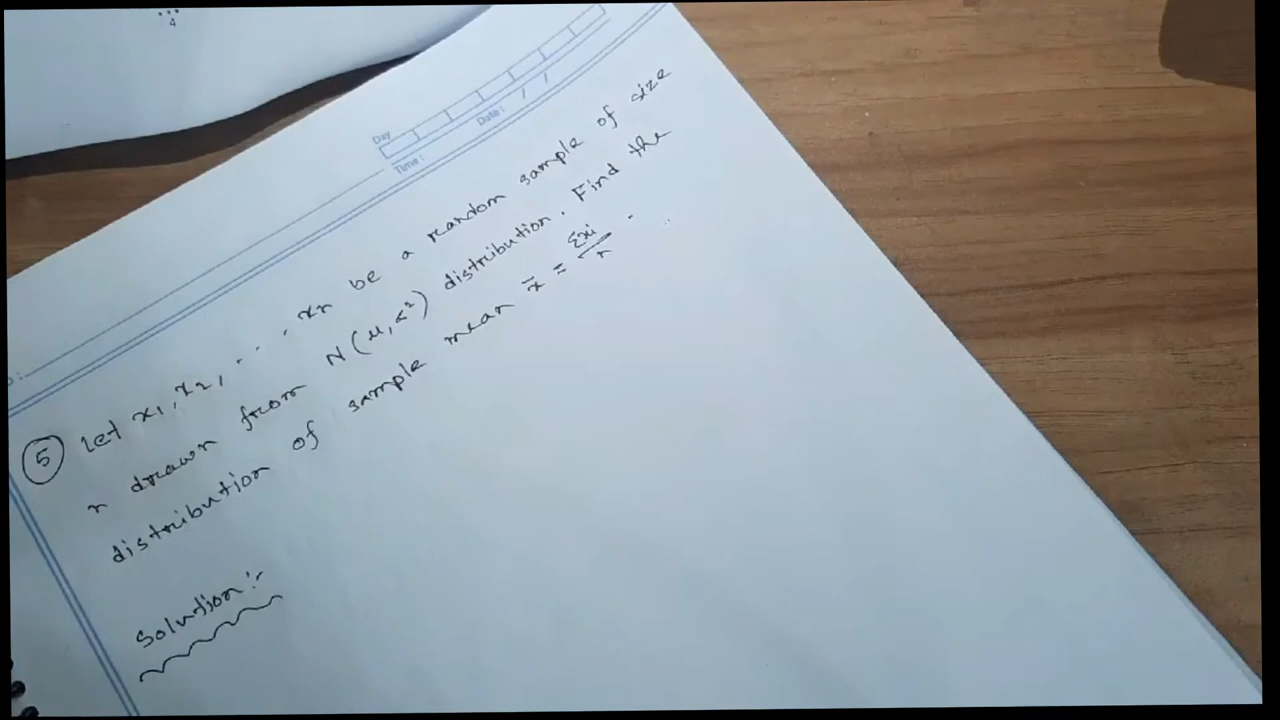 4
Day
Time :
Date : / /
5 Let x1, x2, . . . xn be a random sample of size
n drawn from N(μ, σ²) distribution. Find the
distribution of sample mean x̄ = Σxi/n .
Solution :-